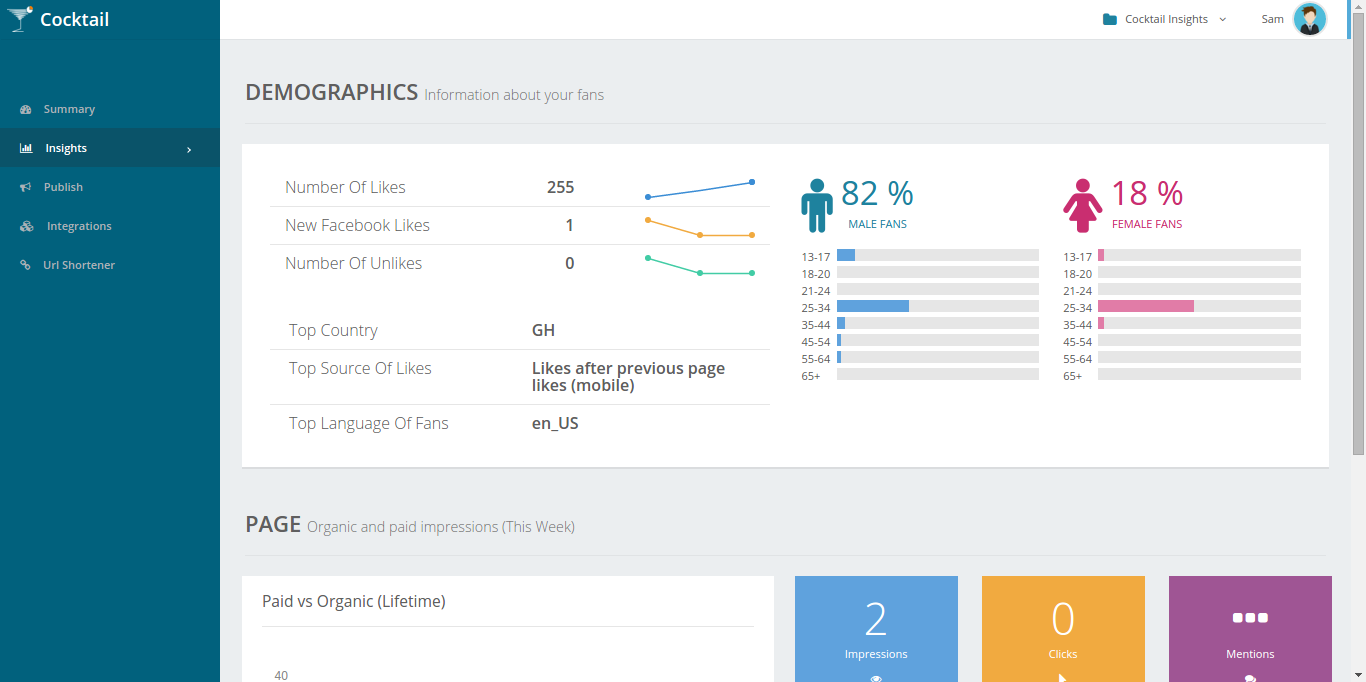 Cocktail
Cocktail Insights
Sam
Summary
Insights
Publish
Integrations
Url Shortener
DEMOGRAPHICS Information about your fans
Number Of Likes 255
New Facebook Likes 1
Number Of Unlikes 0
Top Country GH
Top Source Of Likes Likes after previous page
likes (mobile)
Top Language Of Fans en_US
82 %
MALE FANS
13-17
18-20
21-24
25-34
35-44
45-54
55-64
65+
18 %
FEMALE FANS
13-17
18-20
21-24
25-34
35-44
45-54
55-64
65+
PAGE Organic and paid impressions (This Week)
Paid vs Organic (Lifetime)
40
2
Impressions
0
Clicks
Mentions